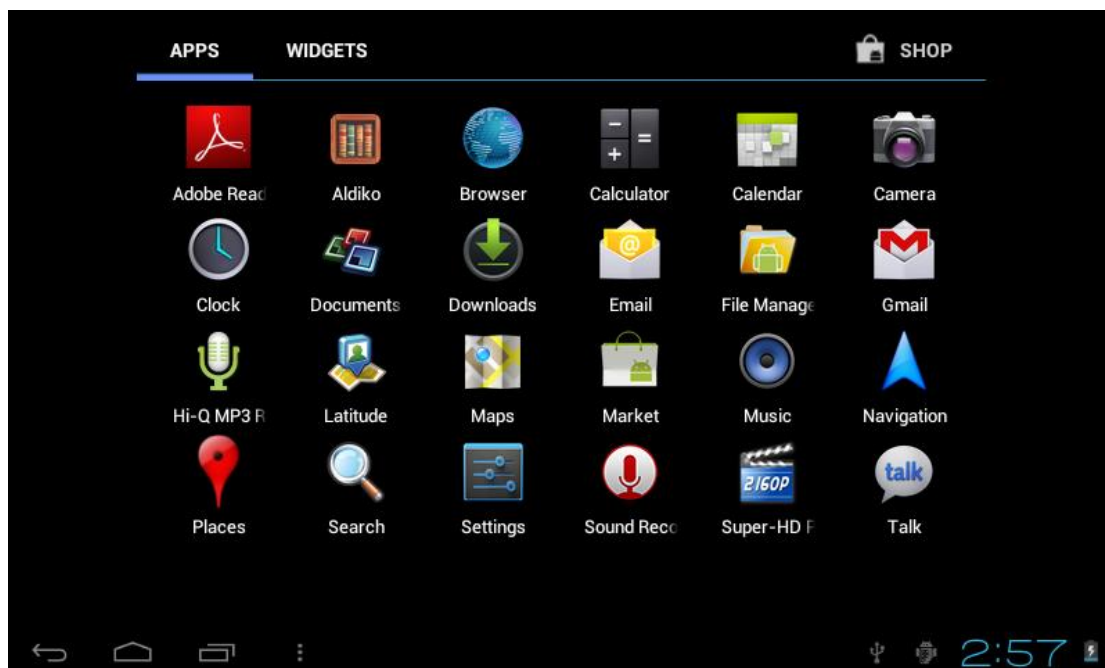 APPS WIDGETS SHOP
Adobe Read Aldiko Browser Calculator Calendar Camera
Clock Documents Downloads Email File Manage Gmail
Hi-Q MP3 R Latitude Maps Market Music Navigation
2160P talk
Places Search Settings Sound Reco Super-HD P Talk
2:57